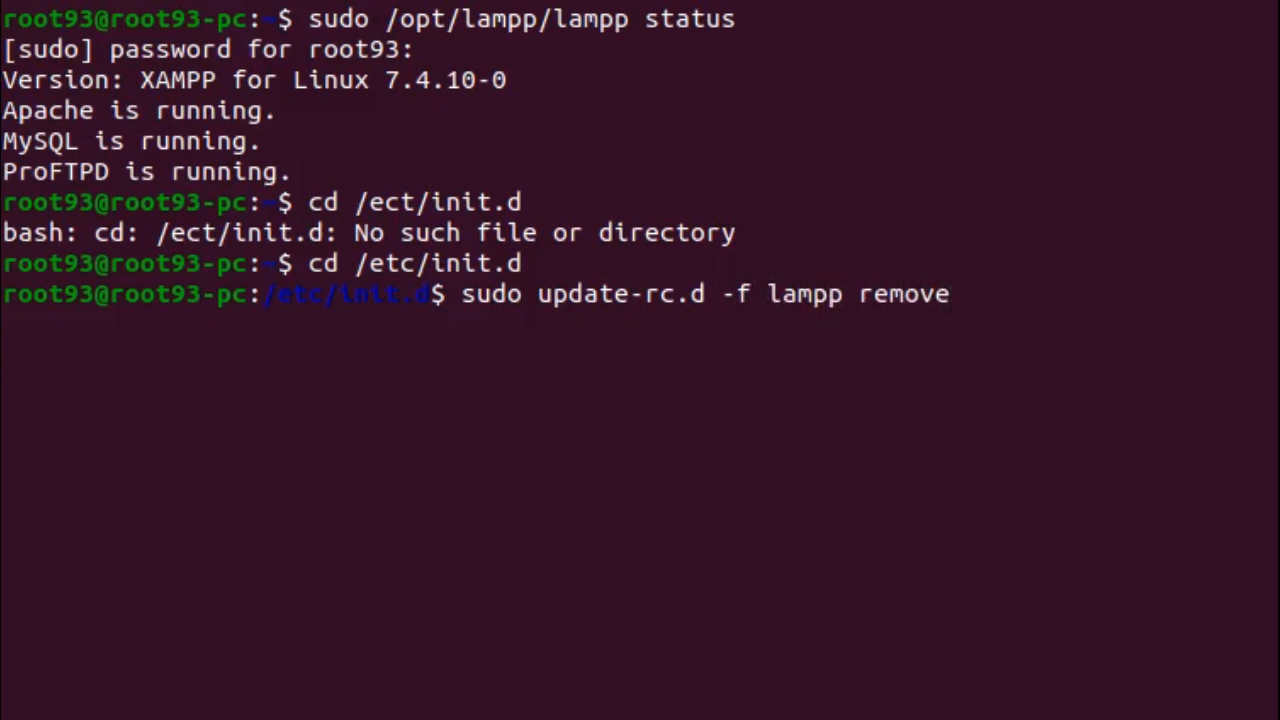 root93@root93-pc:~$ sudo /opt/lampp/lampp status
[sudo] password for root93:
Version: XAMPP for Linux 7.4.10-0
Apache is running.
MySQL is running.
ProFTPD is running.
root93@root93-pc:~$ cd /ect/init.d
bash: cd: /ect/init.d: No such file or directory
root93@root93-pc:~$ cd /etc/init.d
root93@root93-pc:/etc/init.d$ sudo update-rc.d -f lampp remove